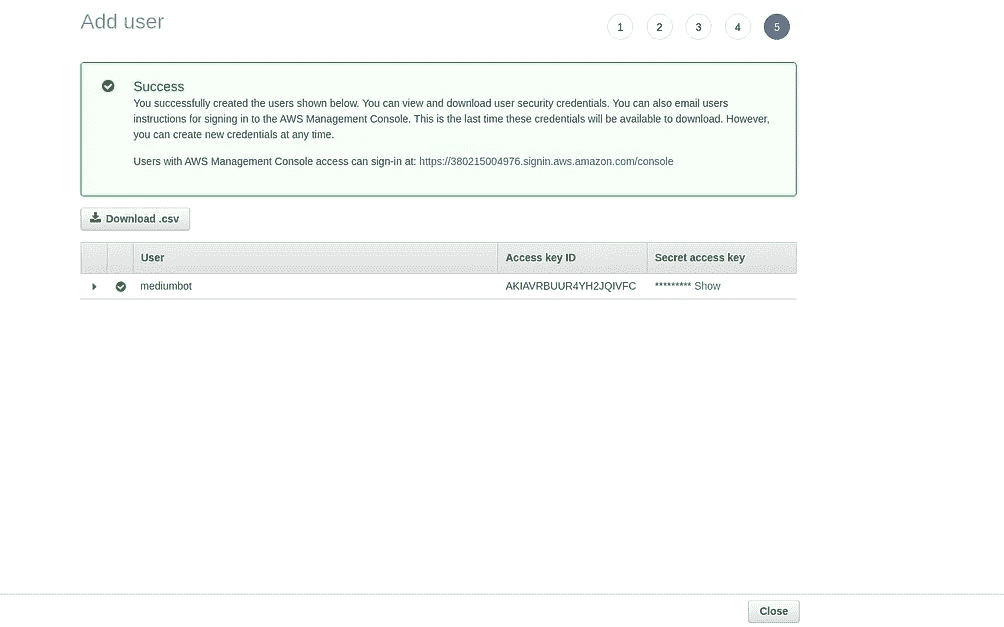 Add user
1 2 3 4 5
Success
You successfully created the users shown below. You can view and download user security credentials. You can also email users
instructions for signing in to the AWS Management Console. This is the last time these credentials will be available to download. However,
you can create new credentials at any time.
Users with AWS Management Console access can sign-in at: https://380215004976.signin.aws.amazon.com/console
Download .csv
User Access key ID Secret access key
mediumbot AKIAVRBUUR4YH2JQIVFC ********* Show
Close